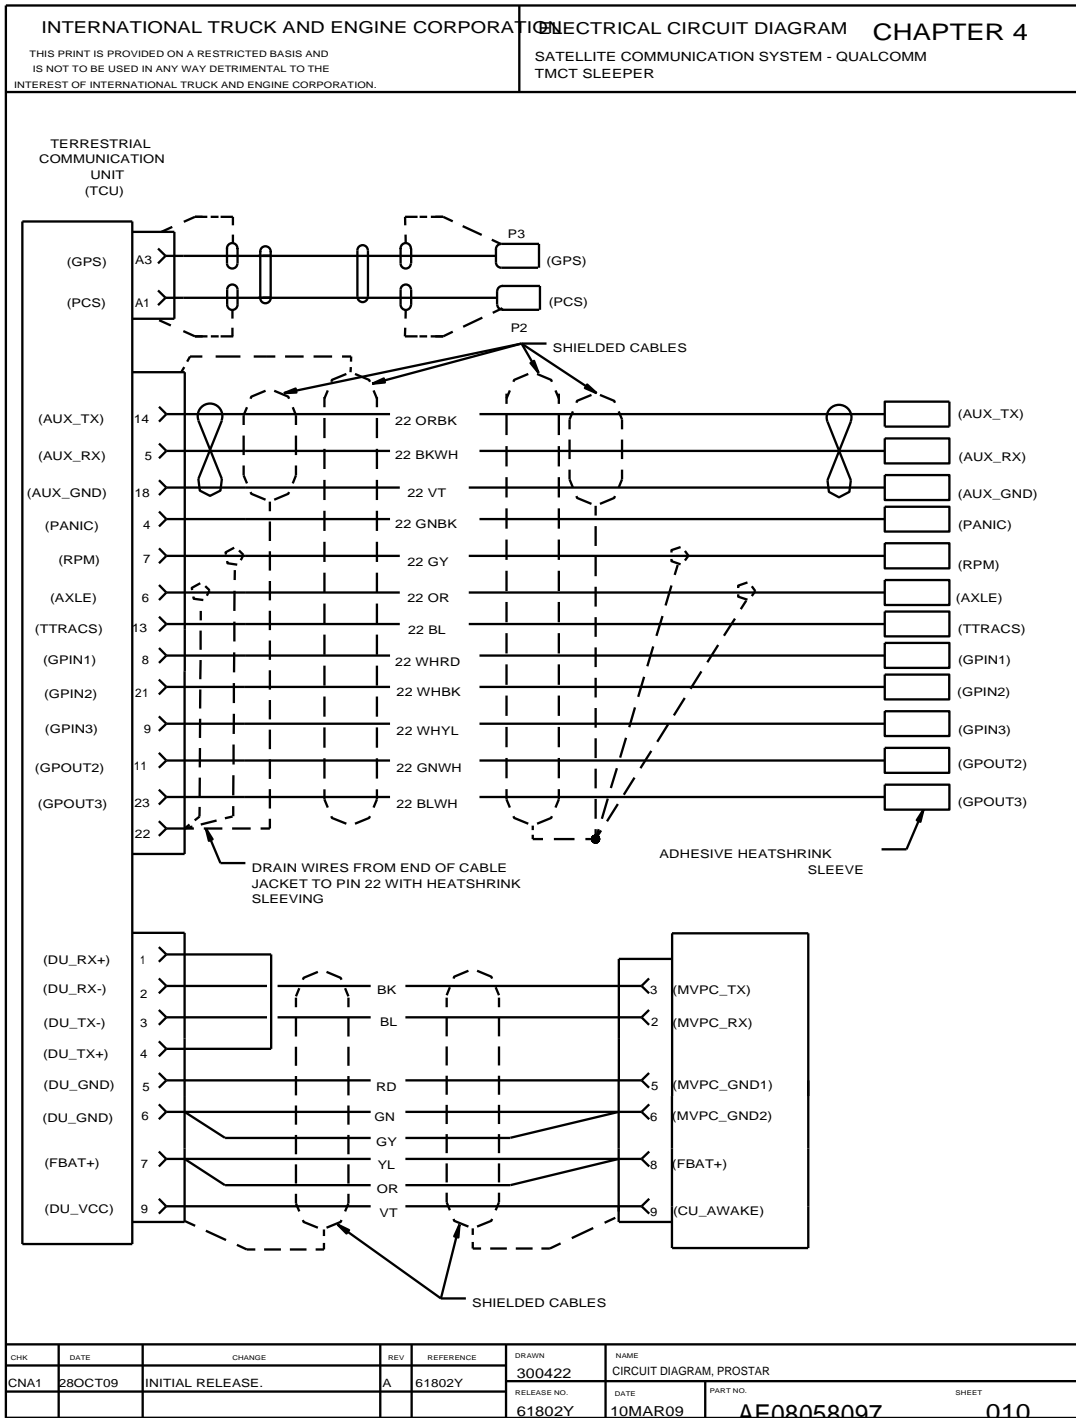 INTERNATIONAL TRUCK AND ENGINE CORPORATION
THIS PRINT IS PROVIDED ON A RESTRICTED BASIS AND
IS NOT TO BE USED IN ANY WAY DETRIMENTAL TO THE
INTEREST OF INTERNATIONAL TRUCK AND ENGINE CORPORATION.
ELECTRICAL CIRCUIT DIAGRAM CHAPTER 4
SATELLITE COMMUNICATION SYSTEM - QUALCOMM
TMCT SLEEPER
TERRESTRIAL
COMMUNICATION
UNIT
(TCU)
P3
(GPS) A3 (GPS)
(PCS) A1 (PCS)
P2
SHIELDED CABLES
(AUX_TX) 14 22 ORBK (AUX_TX)
(AUX_RX) 5 22 BKWH (AUX_RX)
(AUX_GND) 18 22 VT (AUX_GND)
(PANIC) 4 22 GNBK (PANIC)
(RPM) 7 22 GY (RPM)
(AXLE) 6 22 OR (AXLE)
(TTRACS) 13 22 BL (TTRACS)
(GPIN1) 8 22 WHRD (GPIN1)
(GPIN2) 21 22 WHBK (GPIN2)
(GPIN3) 9 22 WHYL (GPIN3)
(GPOUT2) 11 22 GNWH (GPOUT2)
(GPOUT3) 23 22 BLWH (GPOUT3)
22
DRAIN WIRES FROM END OF CABLE
JACKET TO PIN 22 WITH HEATSHRINK
SLEEVING
ADHESIVE HEATSHRINK
SLEEVE
(DU_RX+) 1
(DU_RX-) 2 BK 3 (MVPC_TX)
(DU_TX-) 3 BL 2 (MVPC_RX)
(DU_TX+) 4
(DU_GND) 5 RD 5 (MVPC_GND1)
(DU_GND) 6 GN 6 (MVPC_GND2)
GY
(FBAT+) 7 YL 8 (FBAT+)
OR
(DU_VCC) 9 VT 9 (CU_AWAKE)
SHIELDED CABLES
CHK DATE CHANGE REV REFERENCE
CNA1 28OCT09 INITIAL RELEASE. A 61802Y
DRAWN
300422
NAME
CIRCUIT DIAGRAM, PROSTAR
RELEASE NO.
61802Y
DATE
10MAR09
PART NO.
AE08058097
SHEET
010